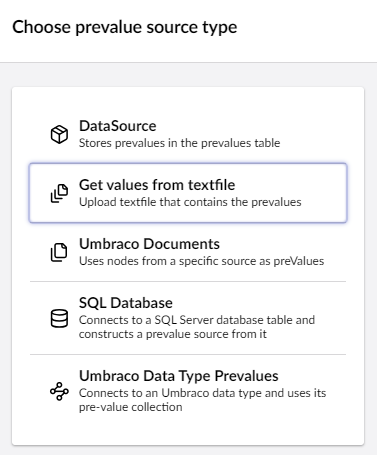 Choose prevalue source type
DataSource
Stores prevalues in the prevalues table
Get values from textfile
Upload textfile that contains the prevalues
Umbraco Documents
Uses nodes from a specific source as preValues
SQL Database
Connects to a SQL Server database table and
constructs a prevalue source from it
Umbraco Data Type Prevalues
Connects to an Umbraco data type and uses its
pre-value collection